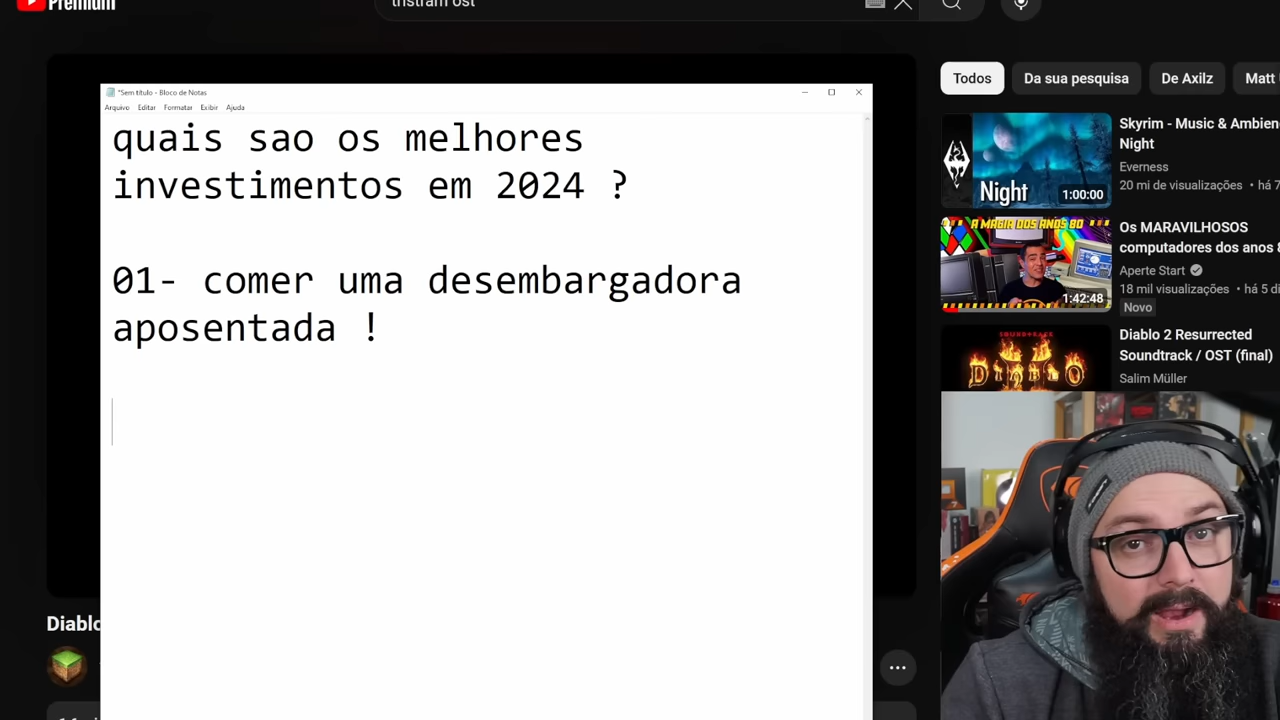 Premium
tristram ost
Todos
Da sua pesquisa
De Axilz
Matt
*Sem título - Bloco de Notas
Arquivo Editar Formatar Exibir Ajuda
quais sao os melhores
investimentos em 2024 ?
01- comer uma desembargadora
aposentada !
Skyrim - Music & Ambien
Night
Everness
20 mi de visualizações • há 7
Night
1:00:00
A MAGIA DOS ANOS 80
Os MARAVILHOSOS
computadores dos anos 8
Aperte Start
18 mil visualizações • há 5 di
Novo
1:42:48
Diablo 2 Resurrected
Soundtrack / OST (final)
Salim Müller
SOUNDTRACK
DIABLO
Diablo